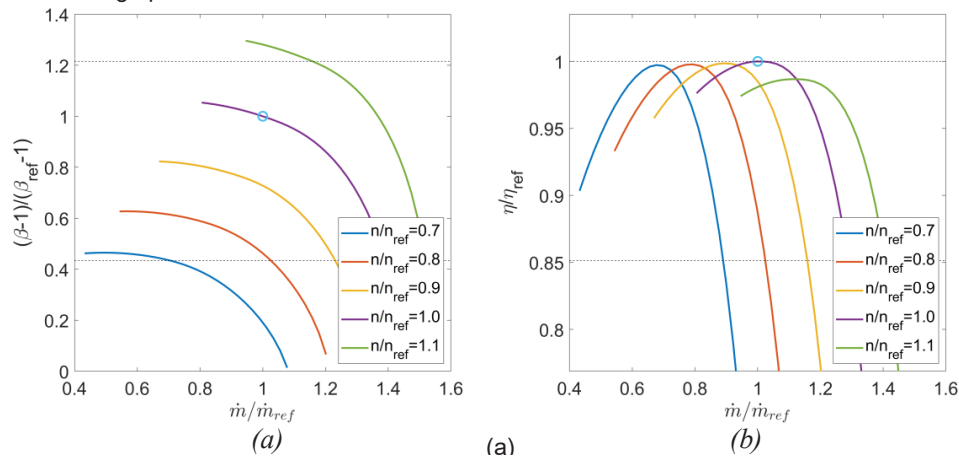 1.4
1.2
1
0.8
0.6
0.4
0.2
0
(β-1)/(β_ref-1)
n/n_ref=0.7
n/n_ref=0.8
n/n_ref=0.9
n/n_ref=1.0
n/n_ref=1.1
0.4 0.6 0.8 1 1.2 1.4 1.6
ṁ/ṁ_ref
(a)
1
0.95
0.9
0.85
0.8
η/η_ref
n/n_ref=0.7
n/n_ref=0.8
n/n_ref=0.9
n/n_ref=1.0
n/n_ref=1.1
0.4 0.6 0.8 1 1.2 1.4 1.6
ṁ/ṁ_ref
(b)
(a)